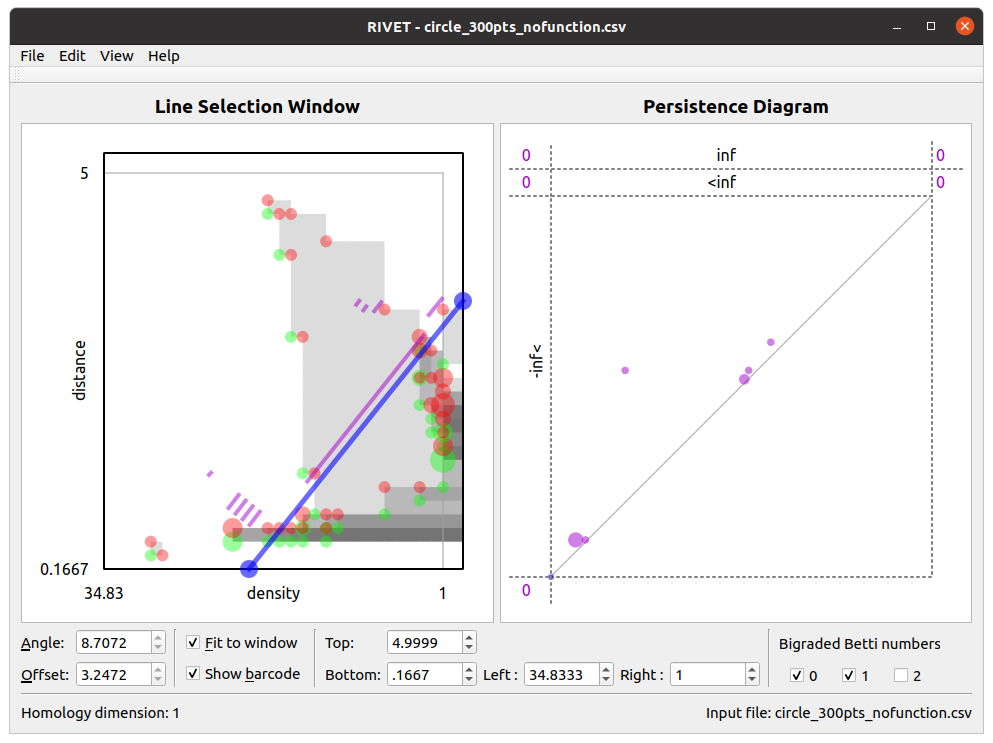 RIVET - circle_300pts_nofunction.csv
File Edit View Help
Line Selection Window
Persistence Diagram
5
distance
0.1667
34.83 density 1
0 inf 0
0 <inf 0
-inf<
0
Angle: 8.7072 Fit to window Top: 4.9999 Bigraded Betti numbers
Offset: 3.2472 Show barcode Bottom: .1667 Left : 34.8333 Right : 1 0 1 2
Homology dimension: 1 Input file: circle_300pts_nofunction.csv